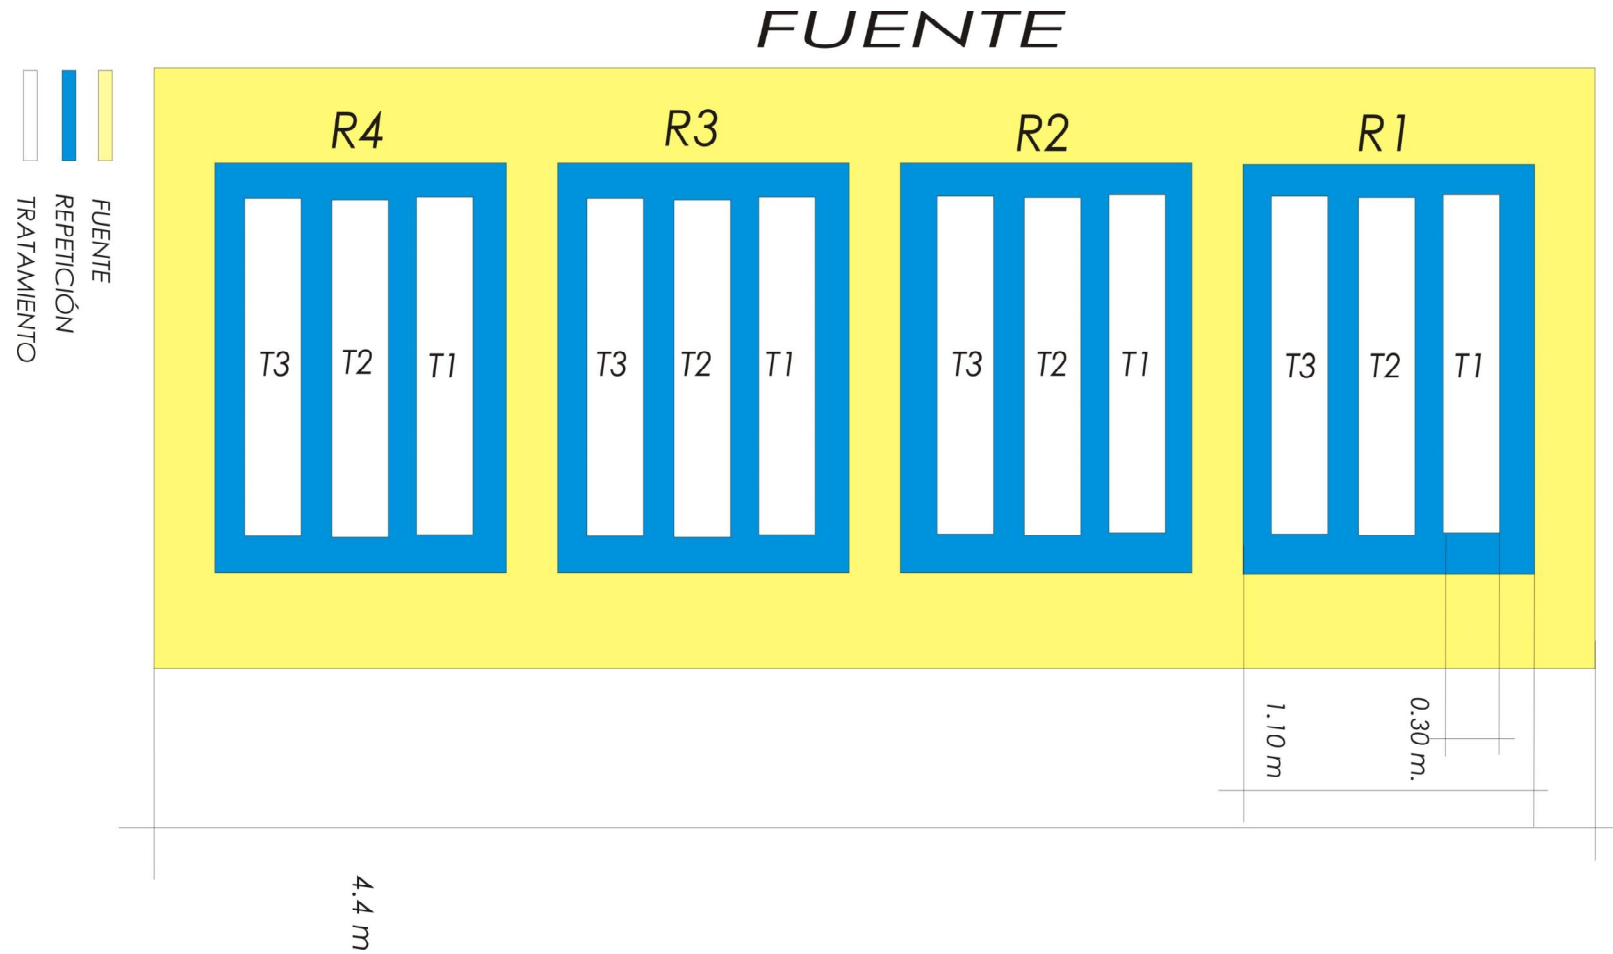 FUENTE
R4
R3
R2
R1
T3
T2
T1
T3
T2
T1
T3
T2
T1
T3
T2
T1
FUENTE
REPETICIÓN
TRATAMIENTO
1.10 m
0.30 m.
4.4 m